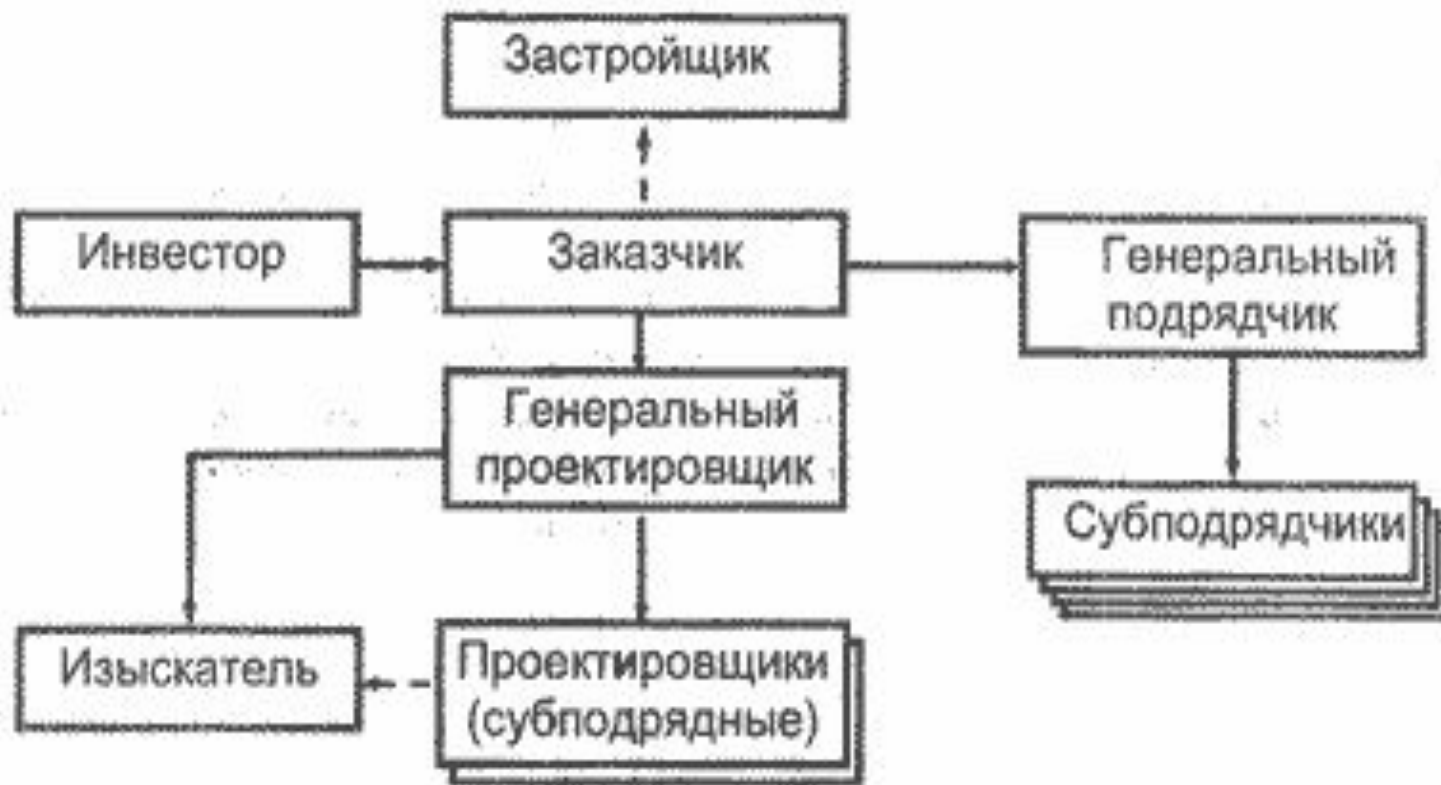 Застройщик
Инвестор
Заказчик
Генеральный
подрядчик
Генеральный
проектировщик
Субподрядчики
Изыскатель
Проектировщики
(субподрядные)